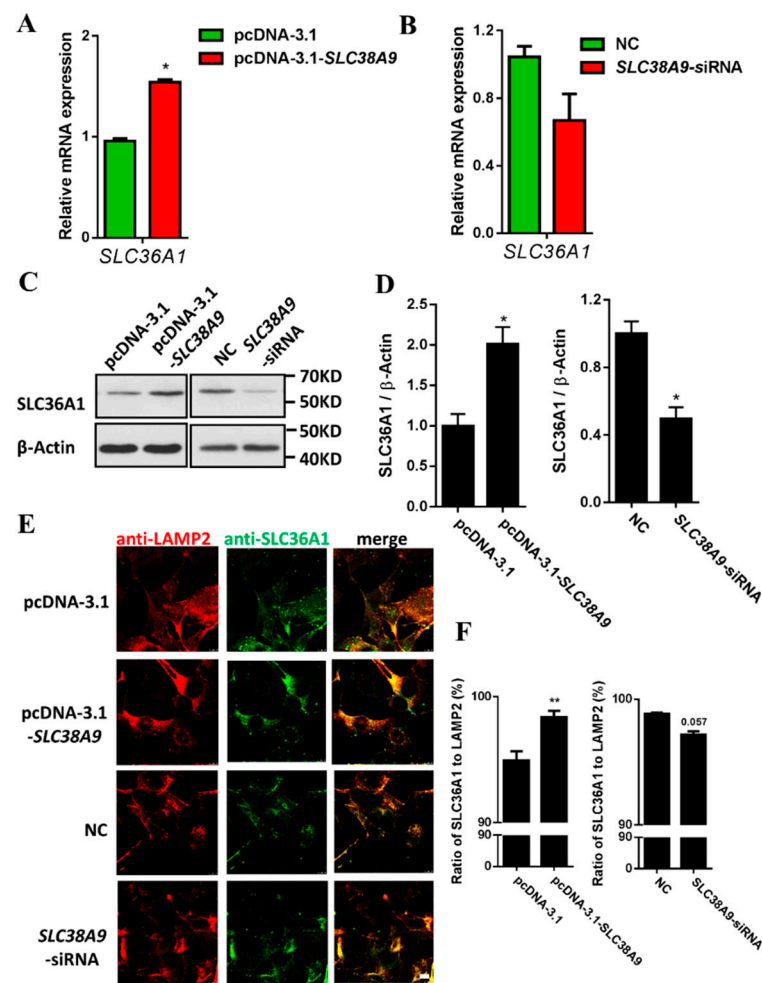 A
pcDNA-3.1
pcDNA-3.1-SLC38A9
Relative mRNA expression
2
1
0
*
SLC36A1
B
NC
SLC38A9-siRNA
Relative mRNA expression
1.2
0.8
0.4
0.0
SLC36A1
C
pcDNA-3.1
pcDNA-3.1
-SLC38A9
NC
SLC38A9
-siRNA
SLC36A1
70KD
50KD
β-Actin
50KD
40KD
D
SLC36A1 / β-Actin
2.5
2.0
1.5
1.0
0.5
0.0
*
pcDNA-3.1
pcDNA-3.1-SLC38A9
SLC36A1 / β-Actin
1.2
0.8
0.4
0.0
*
NC
SLC38A9-siRNA
E
anti-LAMP2 anti-SLC36A1 merge
pcDNA-3.1
pcDNA-3.1
-SLC38A9
NC
SLC38A9
-siRNA
F
Ratio of SLC36A1 to LAMP2 (%)
100
90
90
0
**
pcDNA-3.1
pcDNA-3.1-SLC38A9
Ratio of SLC36A1 to LAMP2 (%)
100
90
90
0
0.057
NC
SLC38A9-siRNA